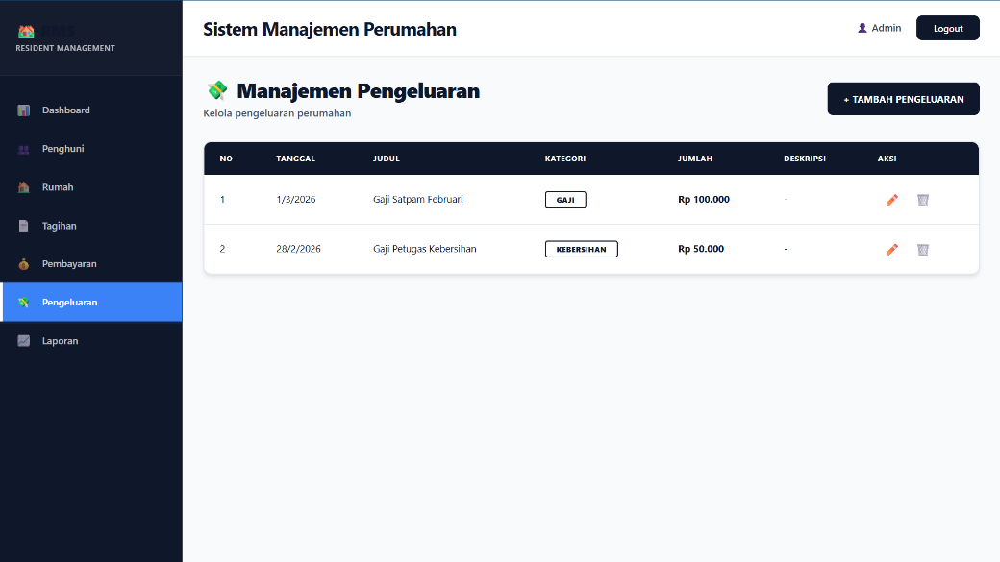 RMS
RESIDENT MANAGEMENT
Dashboard
Penghuni
Rumah
Tagihan
Pembayaran
Pengeluaran
Laporan
Sistem Manajemen Perumahan
Admin
Logout
Manajemen Pengeluaran
Kelola pengeluaran perumahan
+ TAMBAH PENGELUARAN
NO TANGGAL JUDUL KATEGORI JUMLAH DESKRIPSI AKSI
1 1/3/2026 Gaji Satpam Februari GAJI Rp 100.000 -
2 28/2/2026 Gaji Petugas Kebersihan KEBERSIHAN Rp 50.000 -